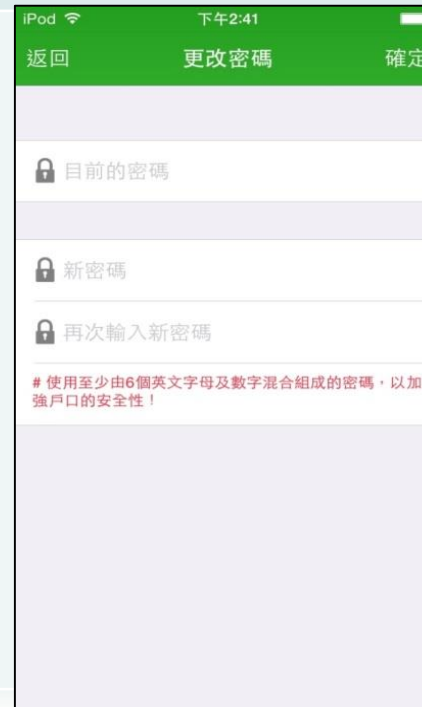 iPod 下午2:41
返回 更改密碼 確定
目前的密碼
新密碼
再次輸入新密碼
# 使用至少由6個英文字母及數字混合組成的密碼，以加
強戶口的安全性！